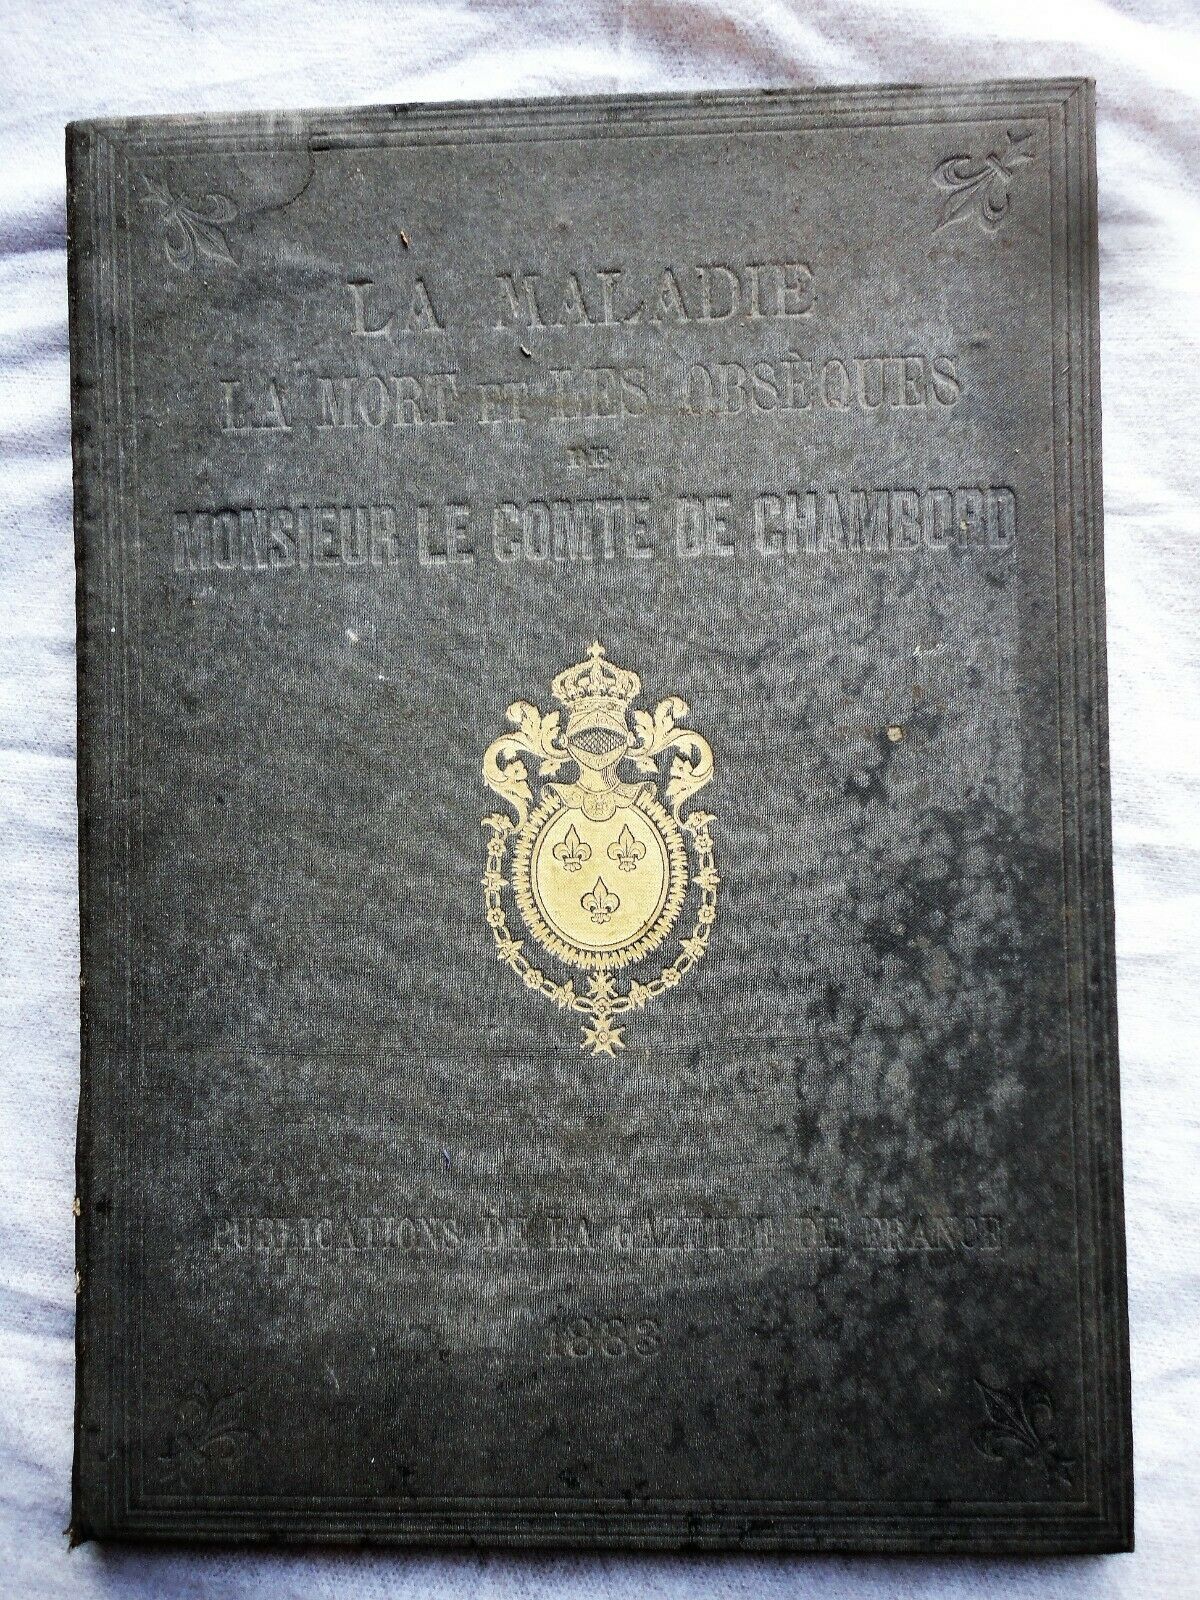 LA MALADIE
LA MORT ET LES OBSÈQUES
DE
MONSIEUR LE COMTE DE CHAMBORD
PUBLICATIONS DE LA GAZETTE DE FRANCE
1883